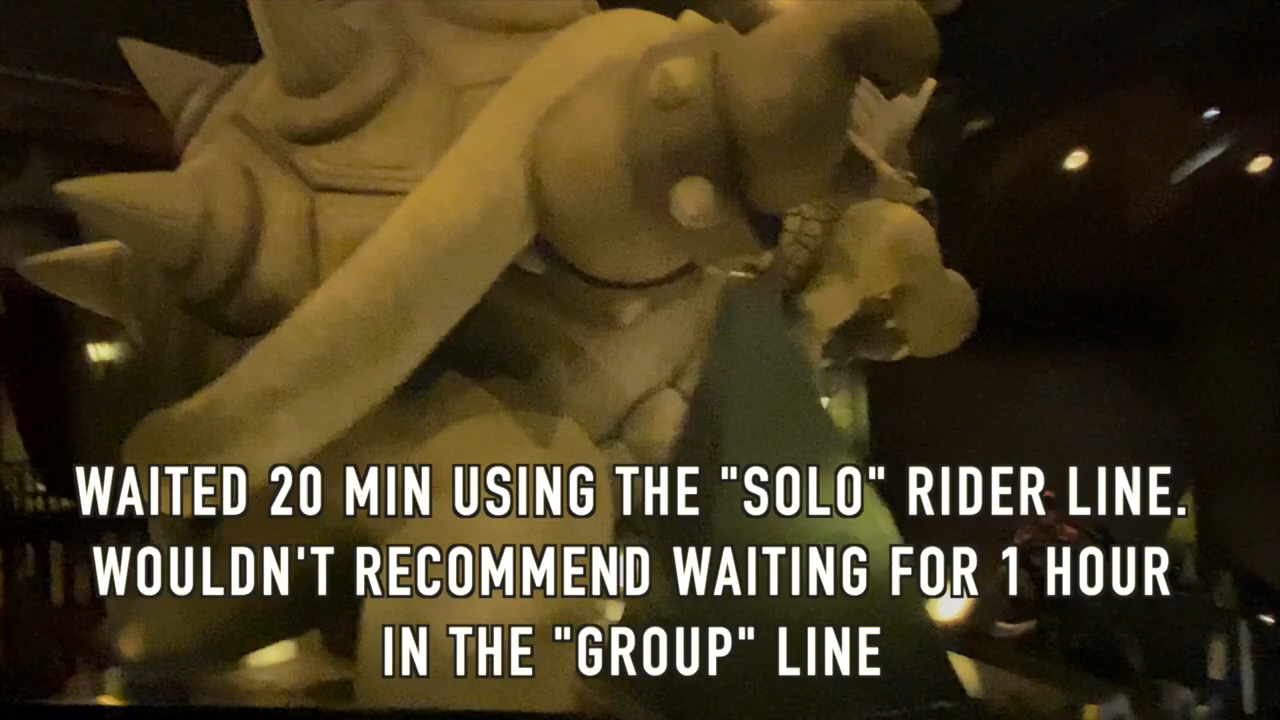 WAITED 20 MIN USING THE "SOLO" RIDER LINE.
WOULDN'T RECOMMEND WAITING FOR 1 HOUR
IN THE "GROUP" LINE